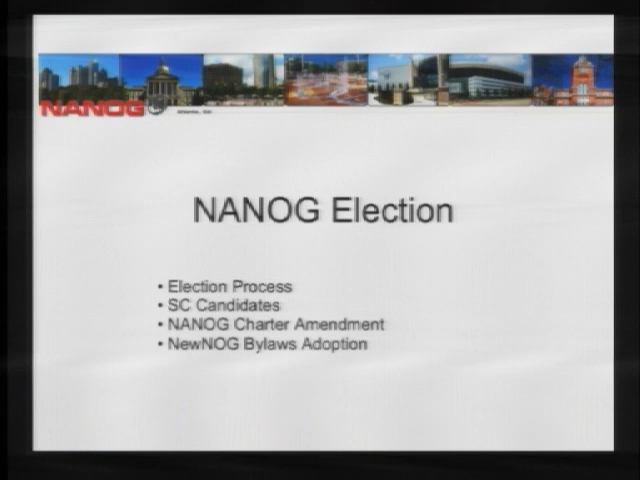 NANOG
NANOG Election
• Election Process
• SC Candidates
• NANOG Charter Amendment
• NewNOG Bylaws Adoption